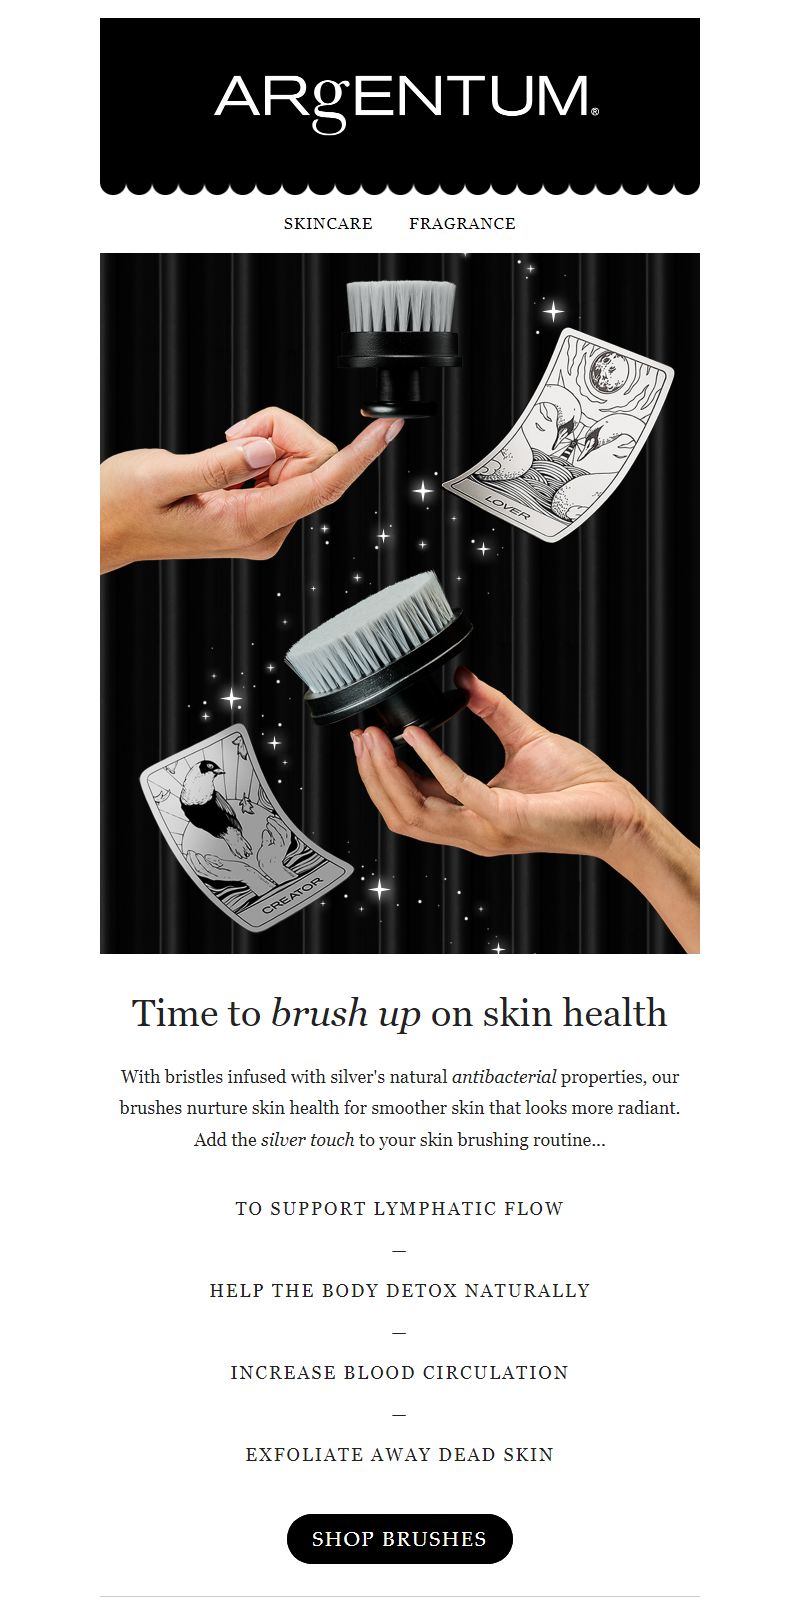 ARgENTUM®
SKINCARE FRAGRANCE
LOVER
CREATOR
Time to brush up on skin health
With bristles infused with silver's natural antibacterial properties, our
brushes nurture skin health for smoother skin that looks more radiant.
Add the silver touch to your skin brushing routine...
TO SUPPORT LYMPHATIC FLOW
—
HELP THE BODY DETOX NATURALLY
—
INCREASE BLOOD CIRCULATION
—
EXFOLIATE AWAY DEAD SKIN
SHOP BRUSHES